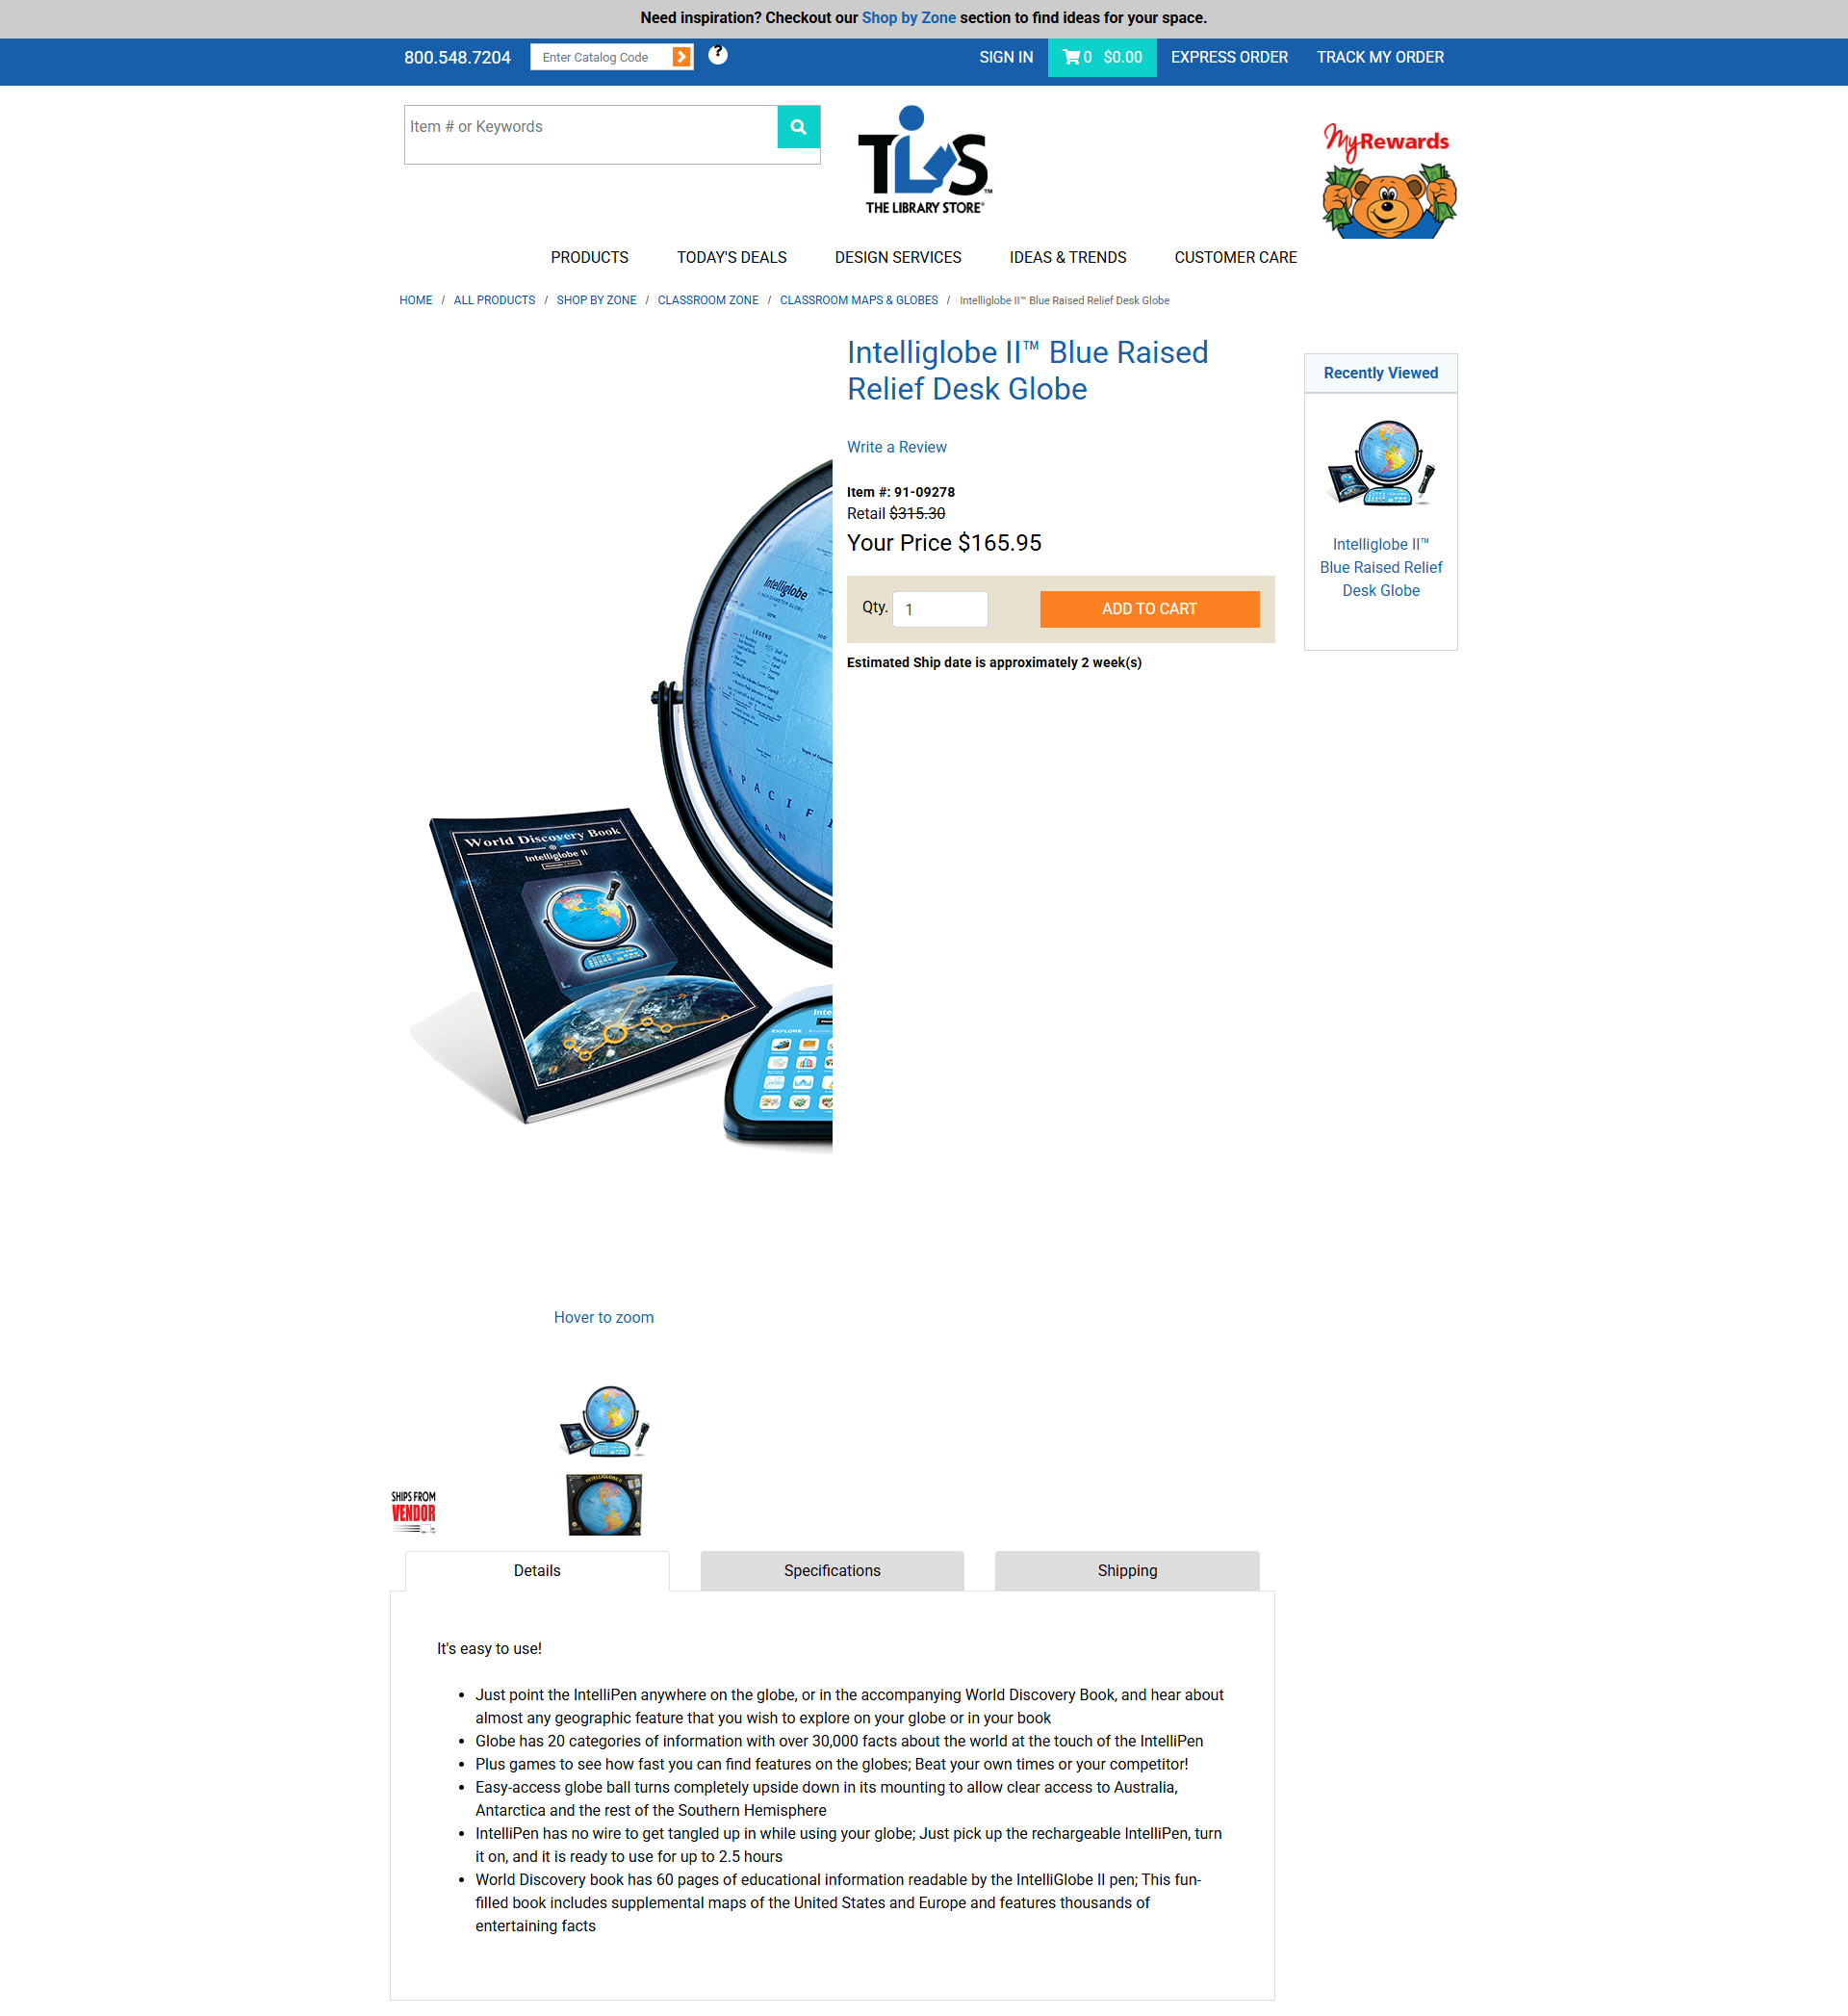 Need inspiration? Checkout our Shop by Zone section to find ideas for your space.
800.548.7204
Enter Catalog Code
?
SIGN IN
0 $0.00
EXPRESS ORDER
TRACK MY ORDER
Item # or Keywords
TLS™
THE LIBRARY STORE®
MyRewards
PRODUCTS
TODAY'S DEALS
DESIGN SERVICES
IDEAS & TRENDS
CUSTOMER CARE
HOME / ALL PRODUCTS / SHOP BY ZONE / CLASSROOM ZONE / CLASSROOM MAPS & GLOBES / Intelliglobe II™ Blue Raised Relief Desk Globe
Intelliglobe II™ Blue Raised
Relief Desk Globe
Write a Review
Item #: 91-09278
Retail $315.30
Your Price $165.95
Qty. 1
ADD TO CART
Estimated Ship date is approximately 2 week(s)
Recently Viewed
Intelliglobe II™
Blue Raised Relief
Desk Globe
Intelliglobe
LEGEND
H PACIF
AN
World Discovery Book
Intelliglobe II
EXPLORE
Hover to zoom
INTELLIGLOBE II
SHIPS FROM
VENDOR
Details
Specifications
Shipping
It's easy to use!
• Just point the IntelliPen anywhere on the globe, or in the accompanying World Discovery Book, and hear about
almost any geographic feature that you wish to explore on your globe or in your book
• Globe has 20 categories of information with over 30,000 facts about the world at the touch of the IntelliPen
• Plus games to see how fast you can find features on the globes; Beat your own times or your competitor!
• Easy-access globe ball turns completely upside down in its mounting to allow clear access to Australia,
Antarctica and the rest of the Southern Hemisphere
• IntelliPen has no wire to get tangled up in while using your globe; Just pick up the rechargeable IntelliPen, turn
it on, and it is ready to use for up to 2.5 hours
• World Discovery book has 60 pages of educational information readable by the IntelliGlobe II pen; This fun-
filled book includes supplemental maps of the United States and Europe and features thousands of
entertaining facts